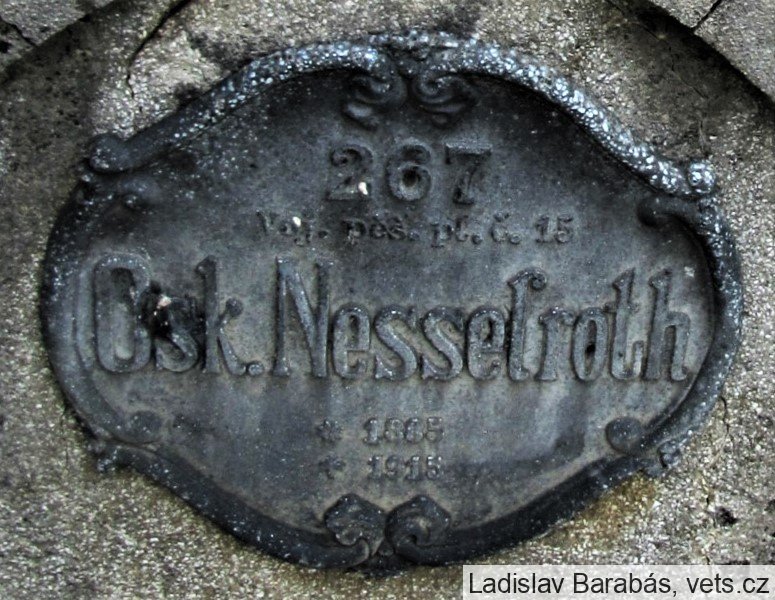 267
Voj. pěš. pl. č. 15
Osk. Nesselroth
* 1885
+ 1915
Ladislav Barabás, vets.cz